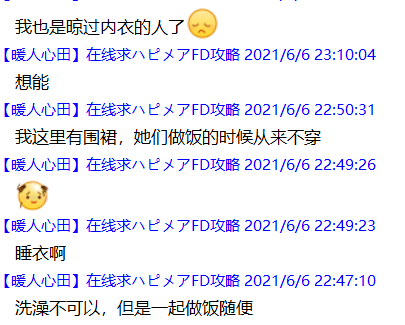 我也是晾过内衣的人了
【暖人心田】在线求ハピメアFD攻略 2021/6/6 23:10:04
想能
【暖人心田】在线求ハピメアFD攻略 2021/6/6 22:50:31
我这里有围裙，她们做饭的时候从来不穿
【暖人心田】在线求ハピメアFD攻略 2021/6/6 22:49:26
【暖人心田】在线求ハピメアFD攻略 2021/6/6 22:49:23
睡衣啊
【暖人心田】在线求ハピメアFD攻略 2021/6/6 22:47:10
洗澡不可以，但是一起做饭随便